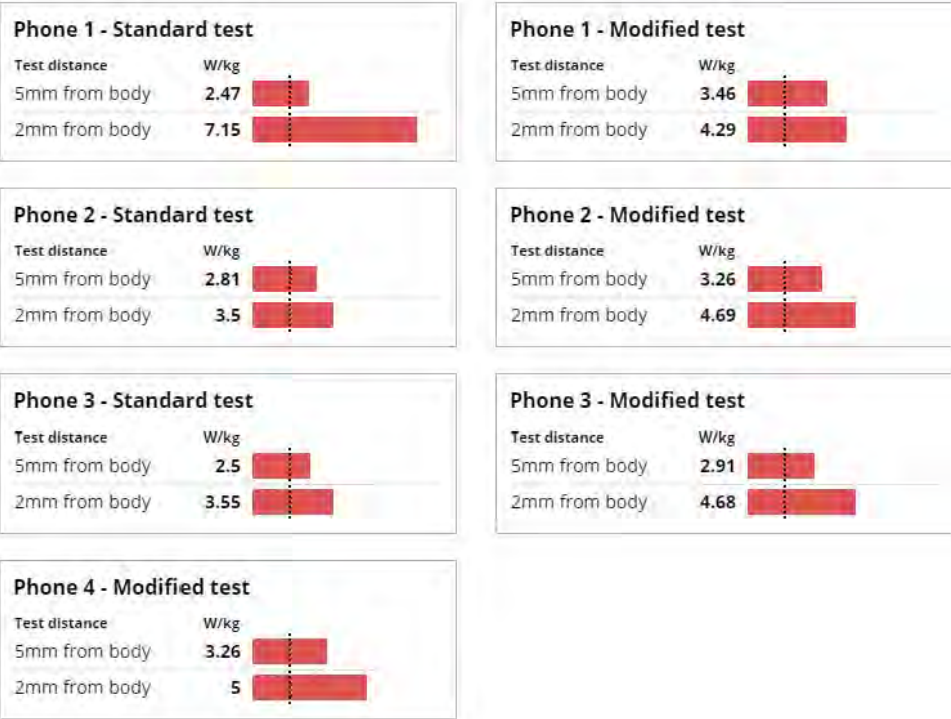 Phone 1 - Standard test
Test distance W/kg
5mm from body 2.47
2mm from body 7.15
Phone 1 - Modified test
Test distance W/kg
5mm from body 3.46
2mm from body 4.29
Phone 2 - Standard test
Test distance W/kg
5mm from body 2.81
2mm from body 3.5
Phone 2 - Modified test
Test distance W/kg
5mm from body 3.26
2mm from body 4.69
Phone 3 - Standard test
Test distance W/kg
5mm from body 2.5
2mm from body 3.55
Phone 3 - Modified test
Test distance W/kg
5mm from body 2.91
2mm from body 4.68
Phone 4 - Modified test
Test distance W/kg
5mm from body 3.26
2mm from body 5